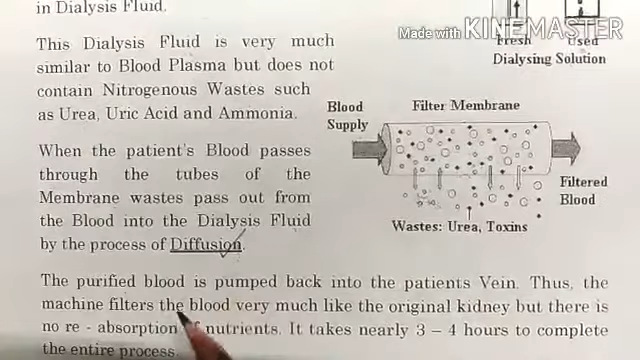 in Dialysis Fluid.
This Dialysis Fluid is very much
similar to Blood Plasma but does not
contain Nitrogenous Wastes such
as Urea, Uric Acid and Ammonia.
When the patient's Blood passes
through the tubes of the
Membrane wastes pass out from
the Blood into the Dialysis Fluid
by the process of Diffusion.
Made with KINEMASTER
Fresh Used
Dialysing Solution
Blood
Supply
Filter Membrane
Filtered
Blood
Wastes: Urea, Toxins
The purified blood is pumped back into the patients Vein. Thus, the
machine filters the blood very much like the original kidney but there is
no re - absorption of nutrients. It takes nearly 3 – 4 hours to complete
the entire process.